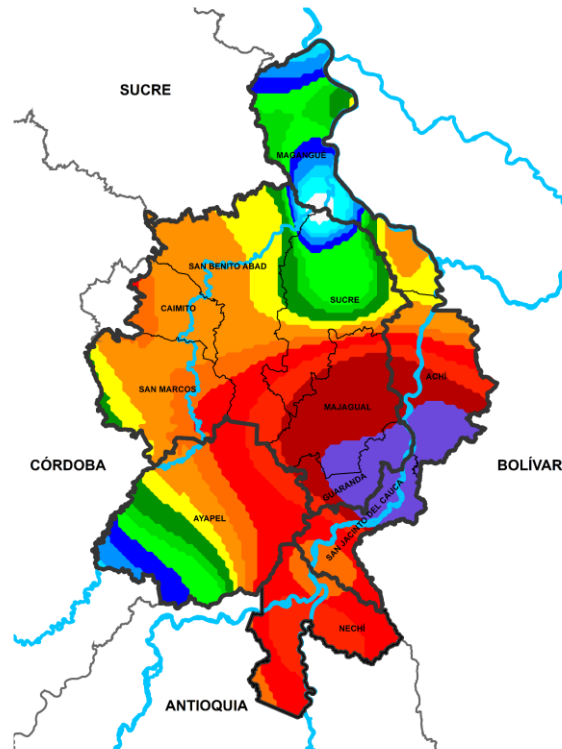 SUCRE
MAGANGUÉ
SAN BENITO ABAD
SUCRE
CAIMITO
ACHÍ
SAN MARCOS
MAJAGUAL
CÓRDOBA
BOLÍVAR
GUARANDA
AYAPEL
SAN JACINTO DEL CAUCA
NECHÍ
ANTIOQUIA